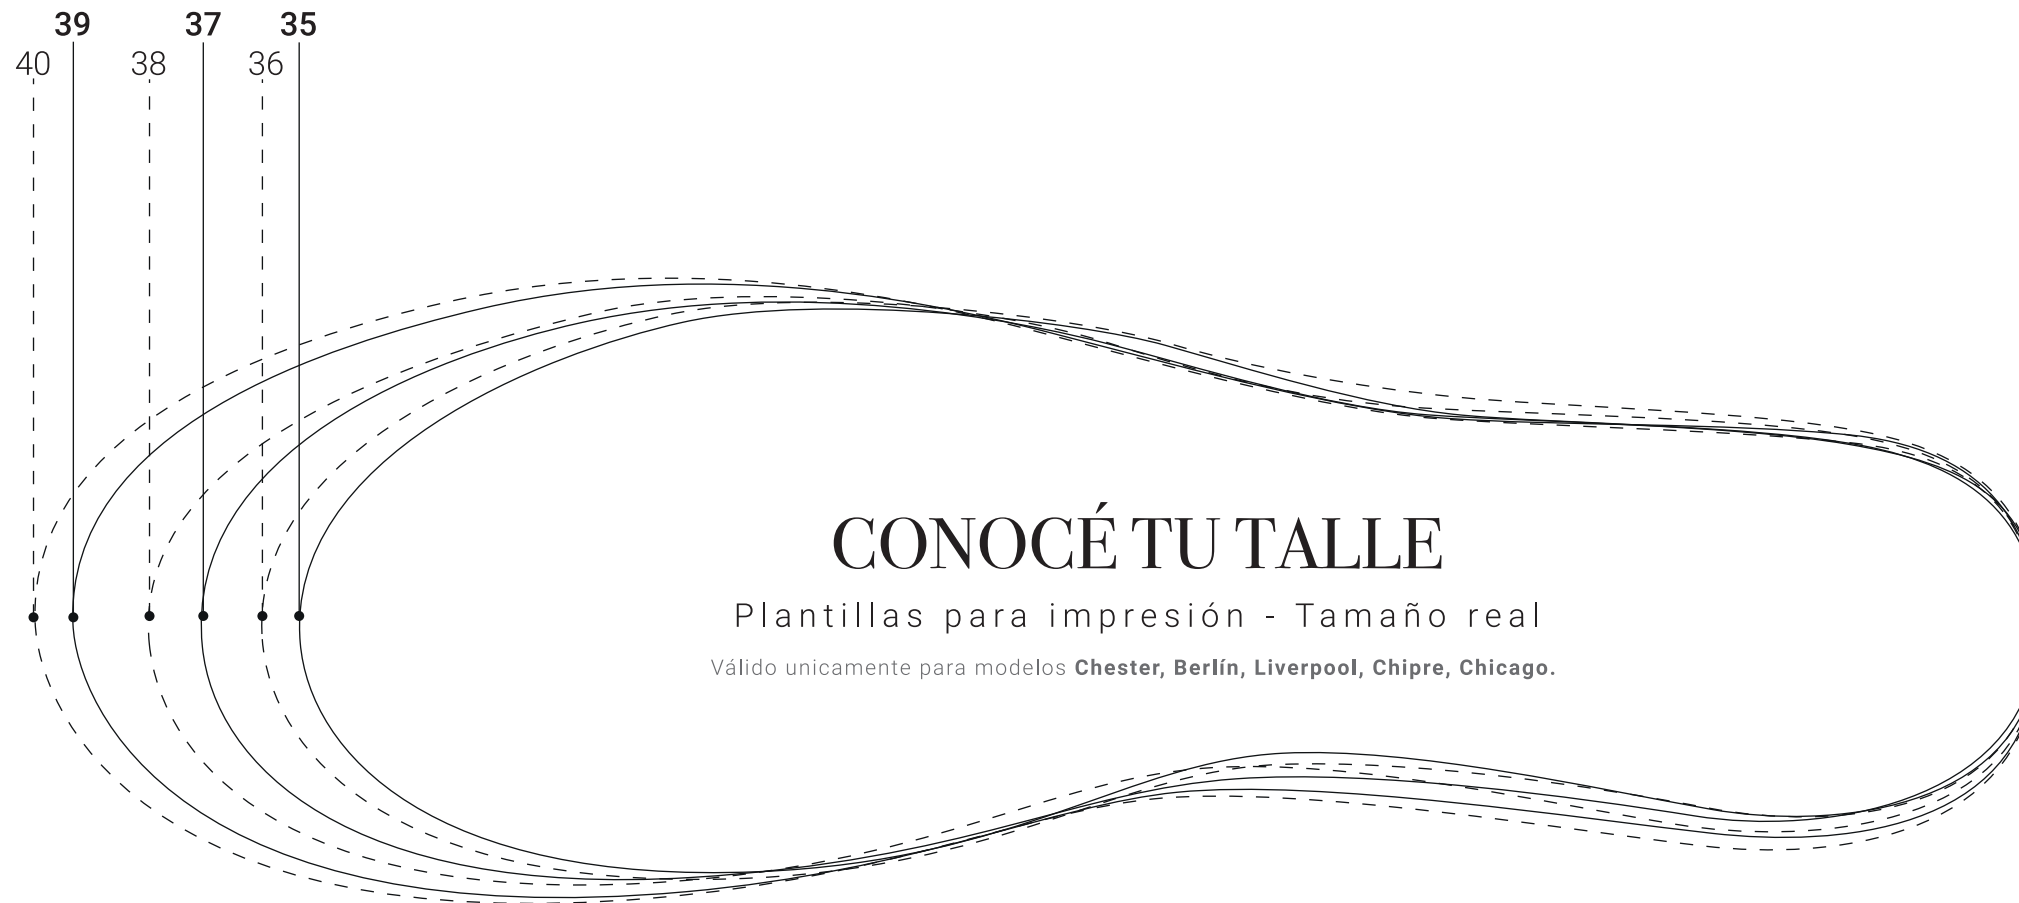 39 37 35
40 38 36
CONOCÉ TU TALLE
Plantillas para impresión - Tamaño real
Válido unicamente para modelos Chester, Berlín, Liverpool, Chipre, Chicago.